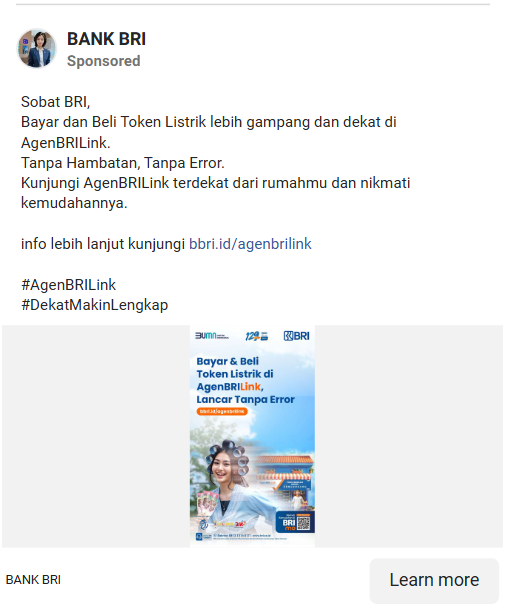 BANK BRI
Sponsored
Sobat BRI,
Bayar dan Beli Token Listrik lebih gampang dan dekat di
AgenBRILink.
Tanpa Hambatan, Tanpa Error.
Kunjungi AgenBRILink terdekat dari rumahmu dan nikmati
kemudahannya.
info lebih lanjut kunjungi bbri.id/agenbrilink
#AgenBRILink
#DekatMakinLengkap
BUMN
129
BRI
Bayar & Beli
Token Listrik di
AgenBRILink,
Lancar Tanpa Error
bbri.id/agenbrilink
BRI
mo
BANK BRI
Learn more